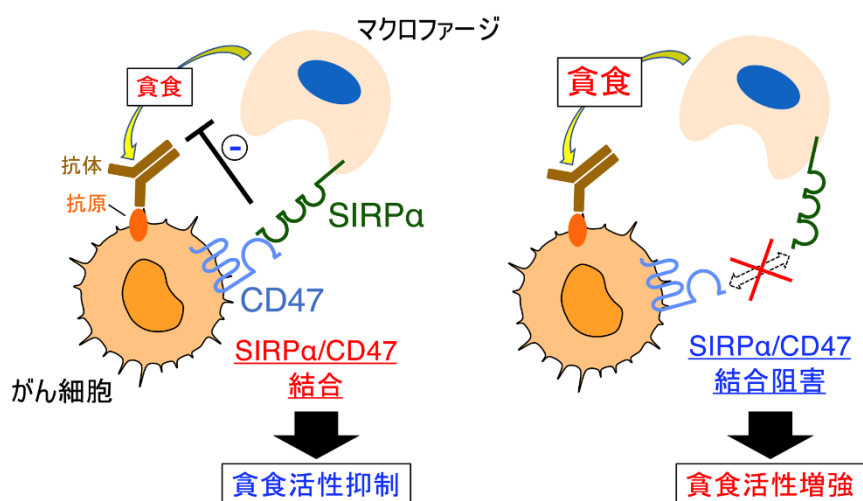 マクロファージ
貪食
-
抗体
抗原
SIRPα
CD47
SIRPα/CD47
結合
がん細胞
貪食活性抑制
貪食
SIRPα/CD47
結合阻害
貪食活性増強